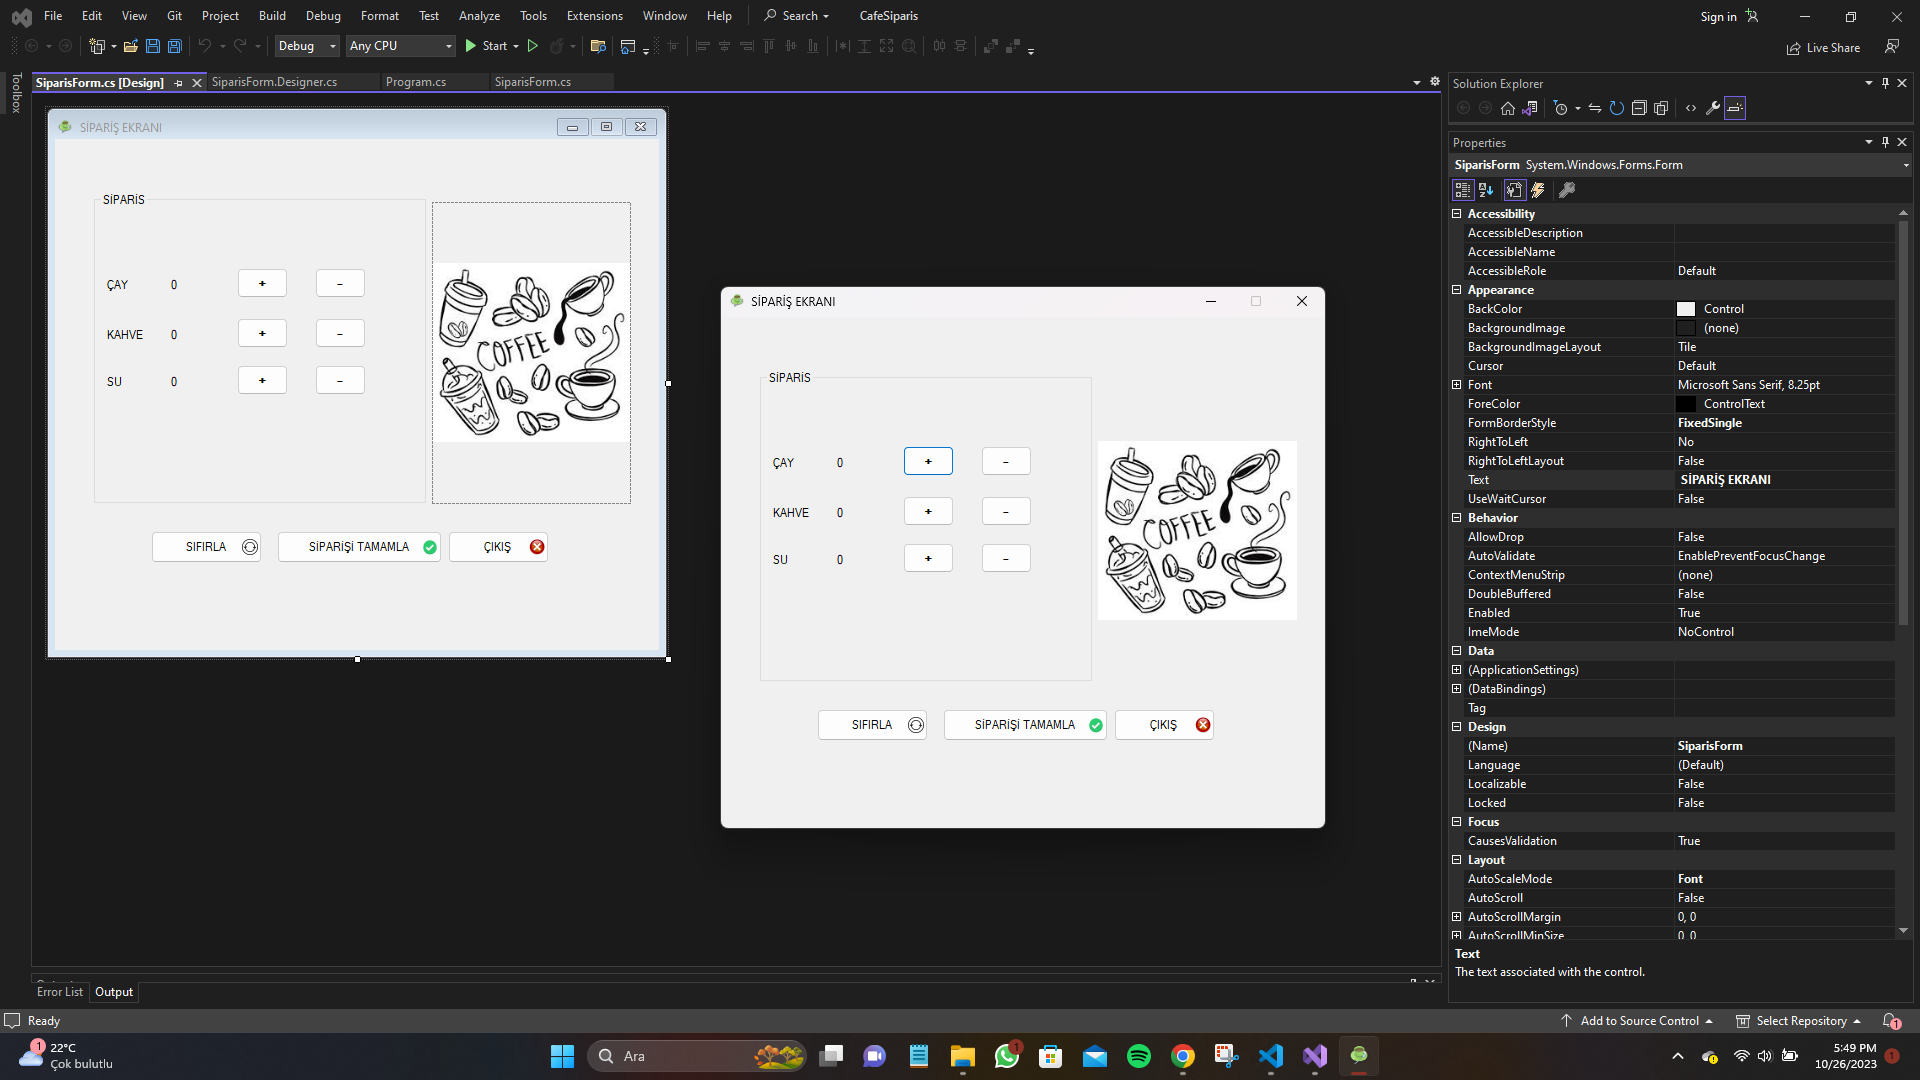 File Edit View Git Project Build Debug Format Test Analyze Tools Extensions Window Help Search CafeSiparis Sign in
Debug Any CPU Start Live Share
Toolbox
SiparisForm.cs [Design] SiparisForm.Designer.cs Program.cs SiparisForm.cs
SİPARİŞ EKRANI
SİPARİS
ÇAY 0 + -
KAHVE 0 + -
SU 0 + -
COFFEE
SIFIRLA SİPARİŞİ TAMAMLA ÇIKIŞ
SİPARİŞ EKRANI
SİPARİS
ÇAY 0 + -
KAHVE 0 + -
SU 0 + -
COFFEE
SIFIRLA SİPARİŞİ TAMAMLA ÇIKIŞ
Solution Explorer
Properties
SiparisForm System.Windows.Forms.Form
Accessibility
AccessibleDescription
AccessibleName
AccessibleRole Default
Appearance
BackColor Control
BackgroundImage (none)
BackgroundImageLayout Tile
Cursor Default
Font Microsoft Sans Serif, 8.25pt
ForeColor ControlText
FormBorderStyle FixedSingle
RightToLeft No
RightToLeftLayout False
Text SİPARİŞ EKRANI
UseWaitCursor False
Behavior
AllowDrop False
AutoValidate EnablePreventFocusChange
ContextMenuStrip (none)
DoubleBuffered False
Enabled True
ImeMode NoControl
Data
(ApplicationSettings)
(DataBindings)
Tag
Design
(Name) SiparisForm
Language (Default)
Localizable False
Locked False
Focus
CausesValidation True
Layout
AutoScaleMode Font
AutoScroll False
AutoScrollMargin 0, 0
AutoScrollMinSize 0, 0
Text
The text associated with the control.
Error List Output
Ready Add to Source Control Select Repository 1
1 22°C
Çok bulutlu
Ara
1
5:49 PM
10/26/2023 1